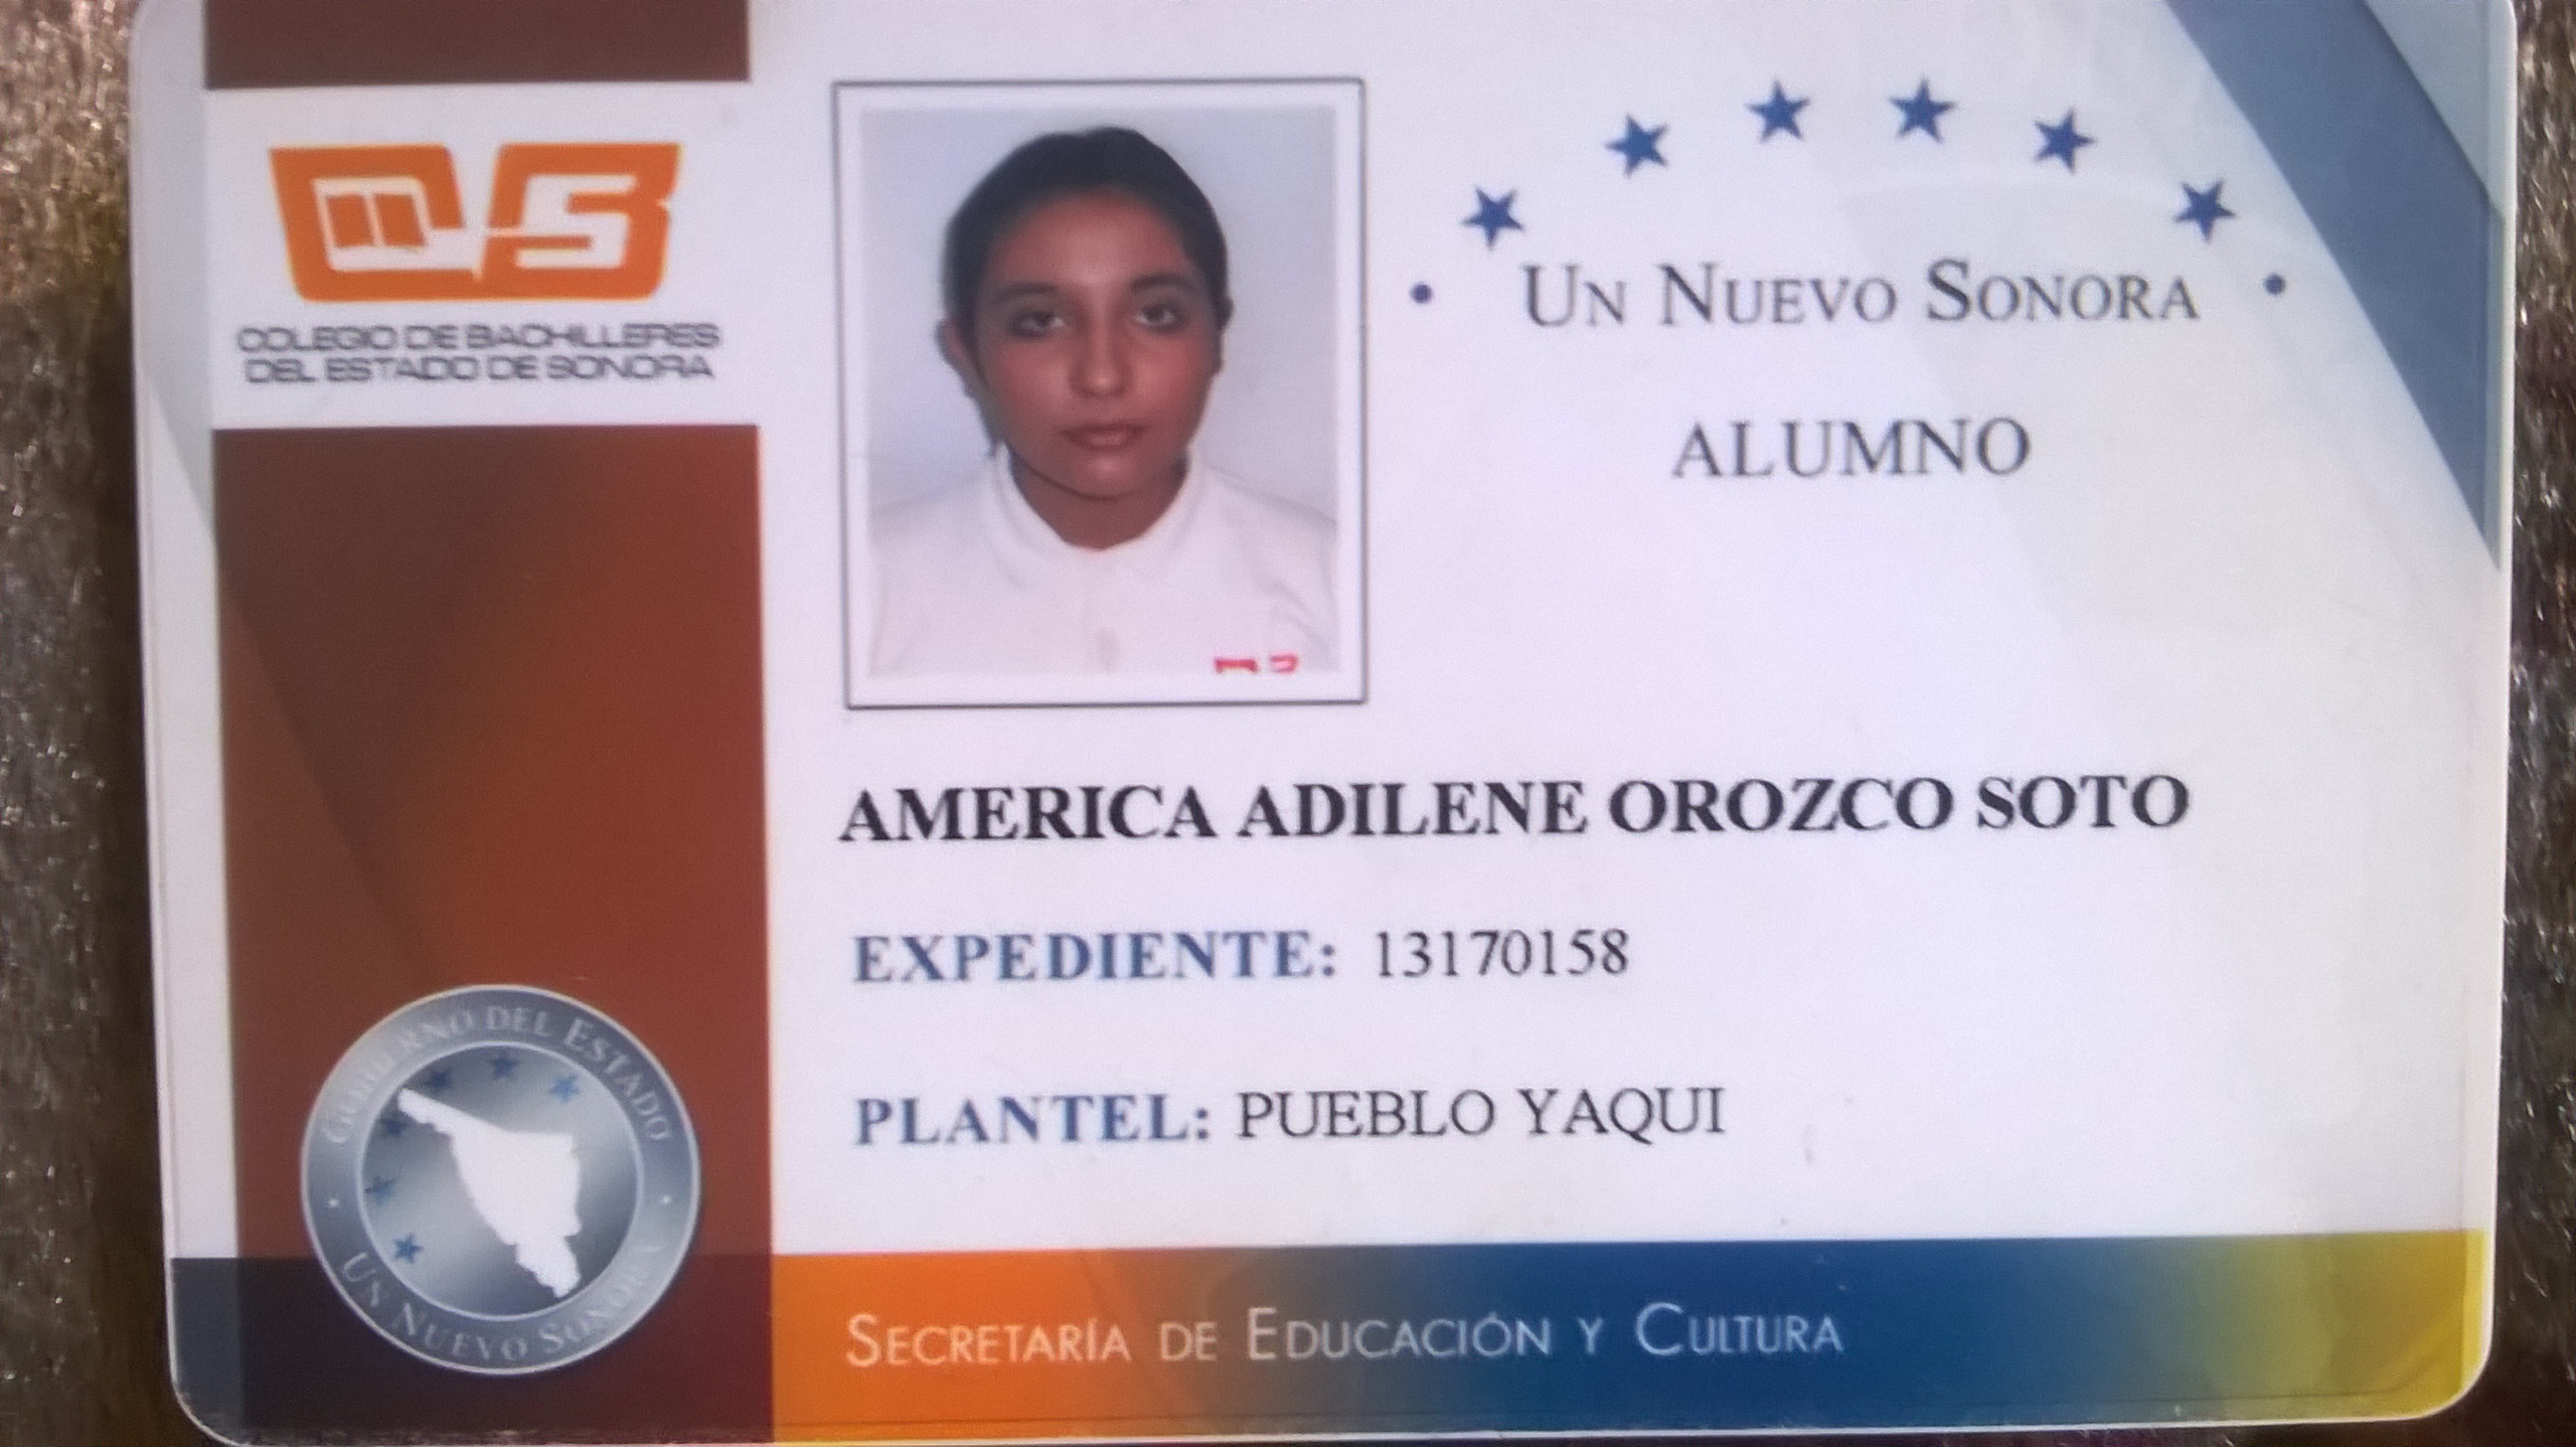 COLEGIO DE BACHILLERES
DEL ESTADO DE SONORA
UN NUEVO SONORA
ALUMNO
AMERICA ADILENE OROZCO SOTO
EXPEDIENTE: 13170158
PLANTEL: PUEBLO YAQUI
GOBIERNO DEL ESTADO
UN NUEVO SONORA
SECRETARÍA DE EDUCACIÓN Y CULTURA